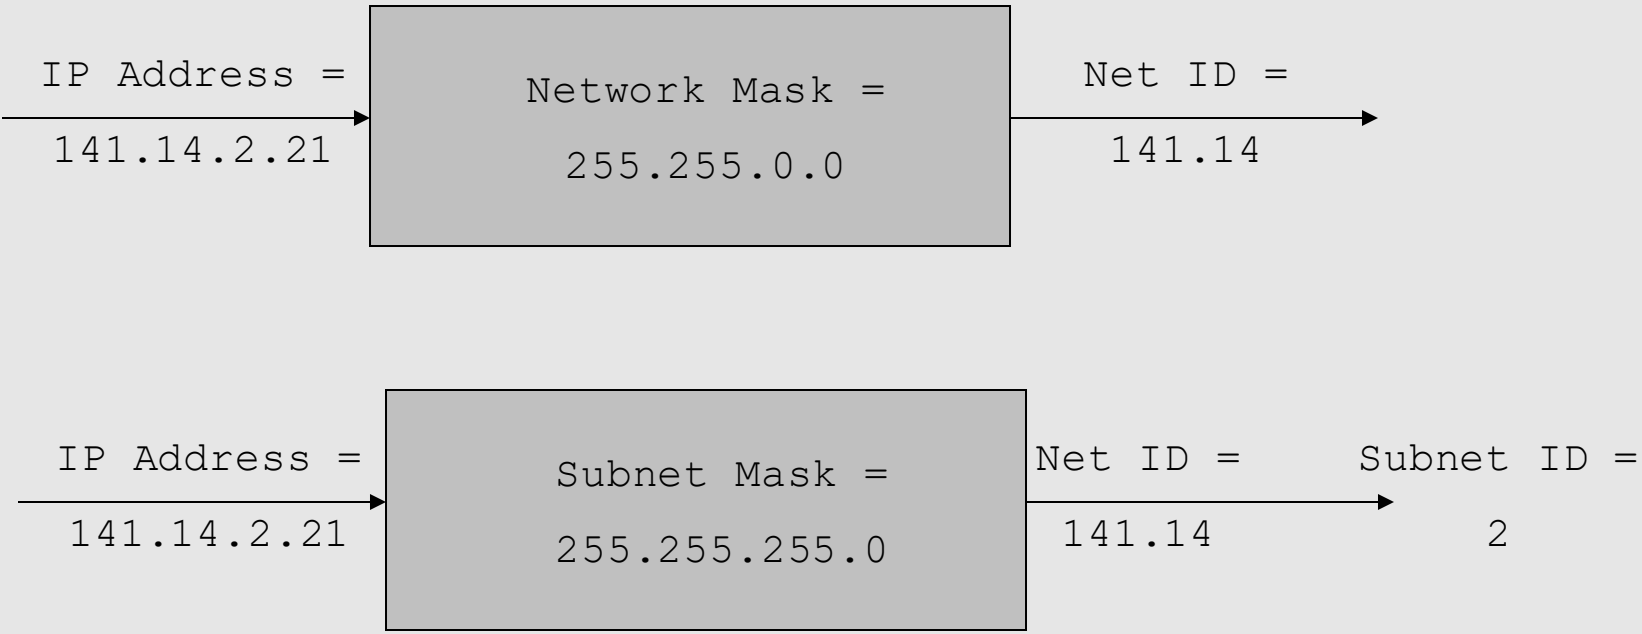 IP Address =
141.14.2.21
Network Mask =
255.255.0.0
Net ID =
141.14
IP Address =
141.14.2.21
Subnet Mask =
255.255.255.0
Net ID =
141.14
Subnet ID =
2